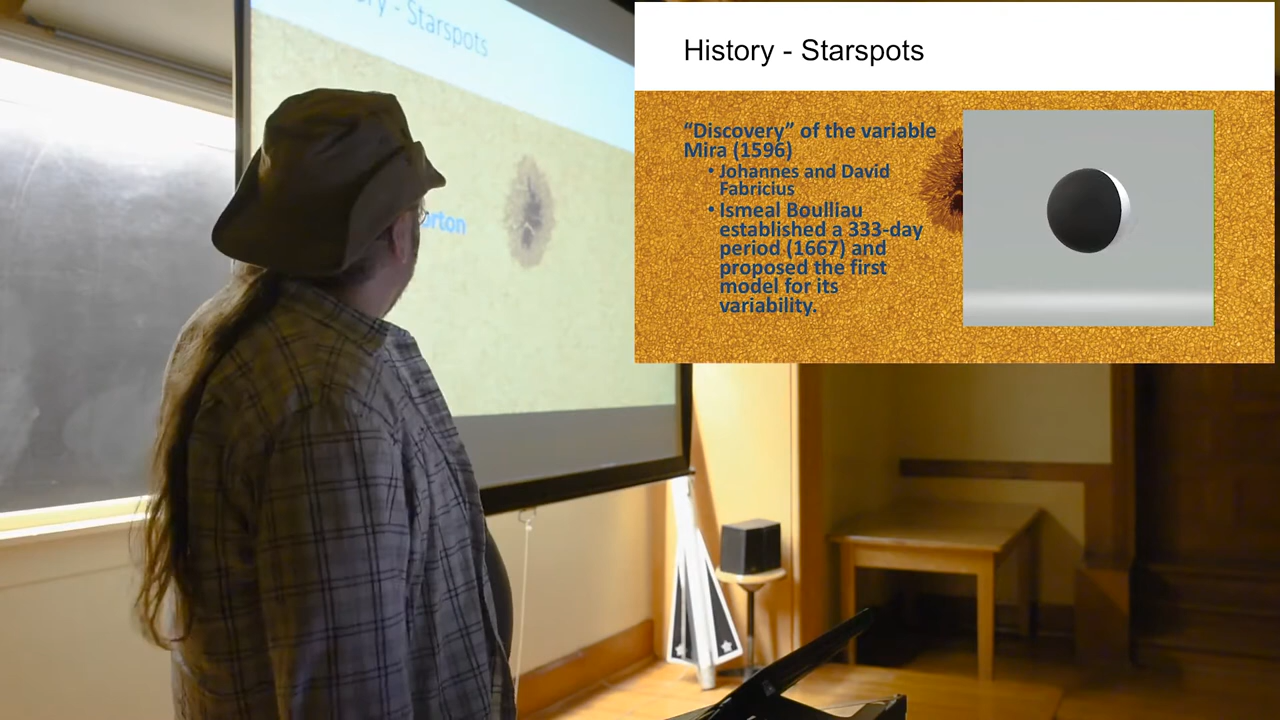 ry - Starspots
orton
History - Starspots
“Discovery” of the variable
Mira (1596)
• Johannes and David
Fabricius
• Ismeal Boulliau
established a 333-day
period (1667) and
proposed the first
model for its
variability.